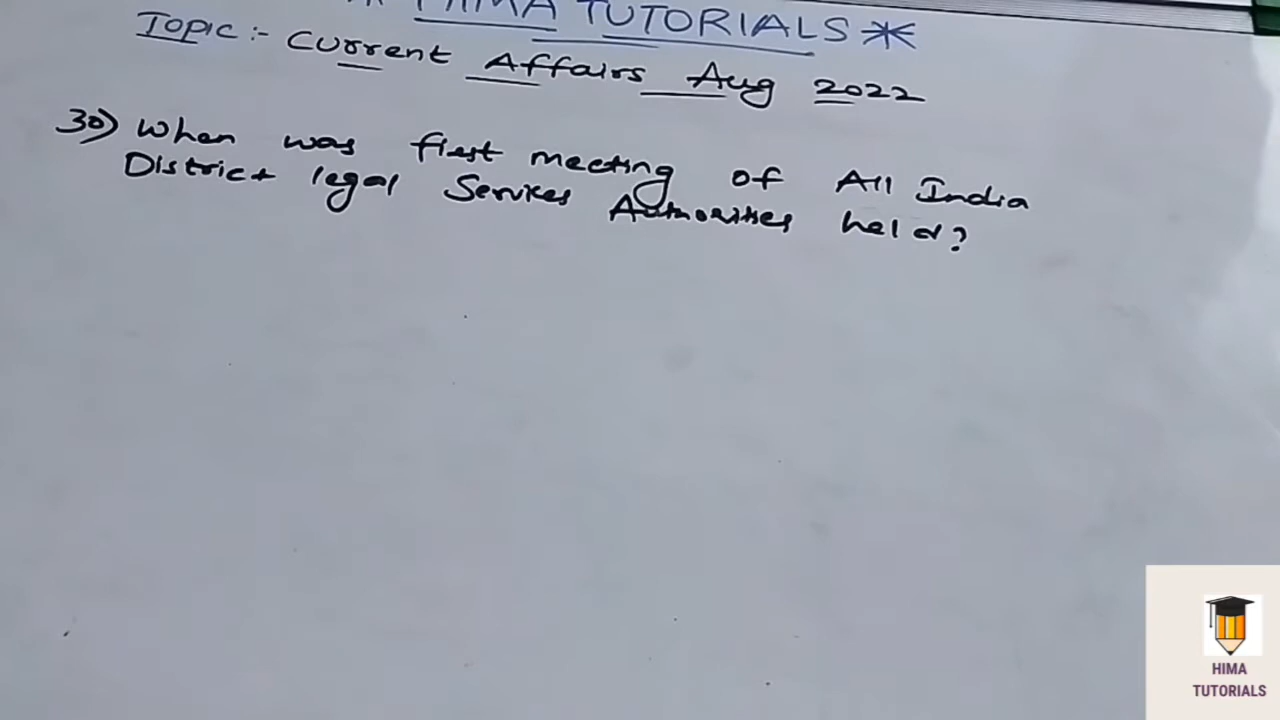 HIMA TUTORIALS *
Topic:- Current Affairs Aug 2022
30) When was first meeting of All India
District legal Services Authorities held?
HIMA
TUTORIALS